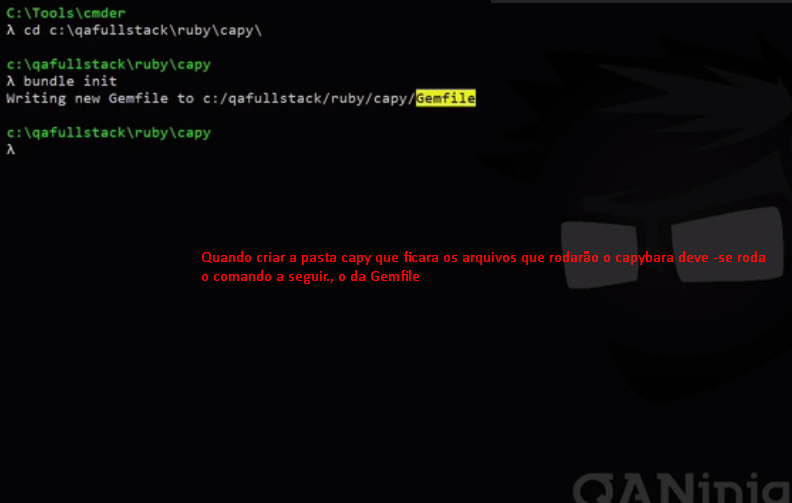 C:\Tools\cmder
λ cd c:\qafullstack\ruby\capy\
c:\qafullstack\ruby\capy
λ bundle init
Writing new Gemfile to c:/qafullstack/ruby/capy/Gemfile
c:\qafullstack\ruby\capy
λ
Quando criar a pasta capy que ficara os arquivos que rodarão o capybara deve -se roda
o comando a seguir., o da Gemfile
QANinja